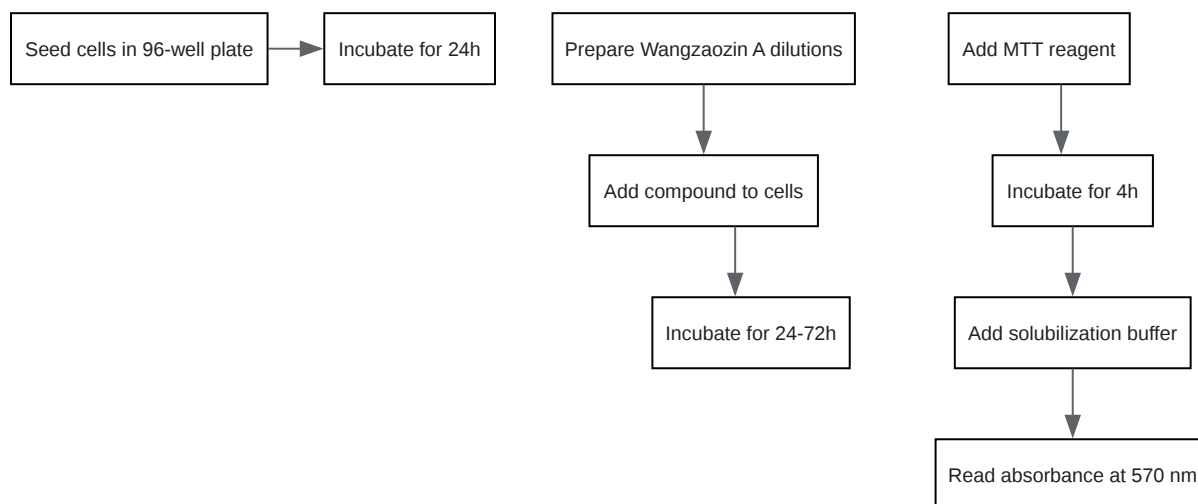 Seed cells in 96-well plate
Incubate for 24h
Prepare Wangzaozin A dilutions
Add compound to cells
Incubate for 24-72h
Add MTT reagent
Incubate for 4h
Add solubilization buffer
Read absorbance at 570 nm